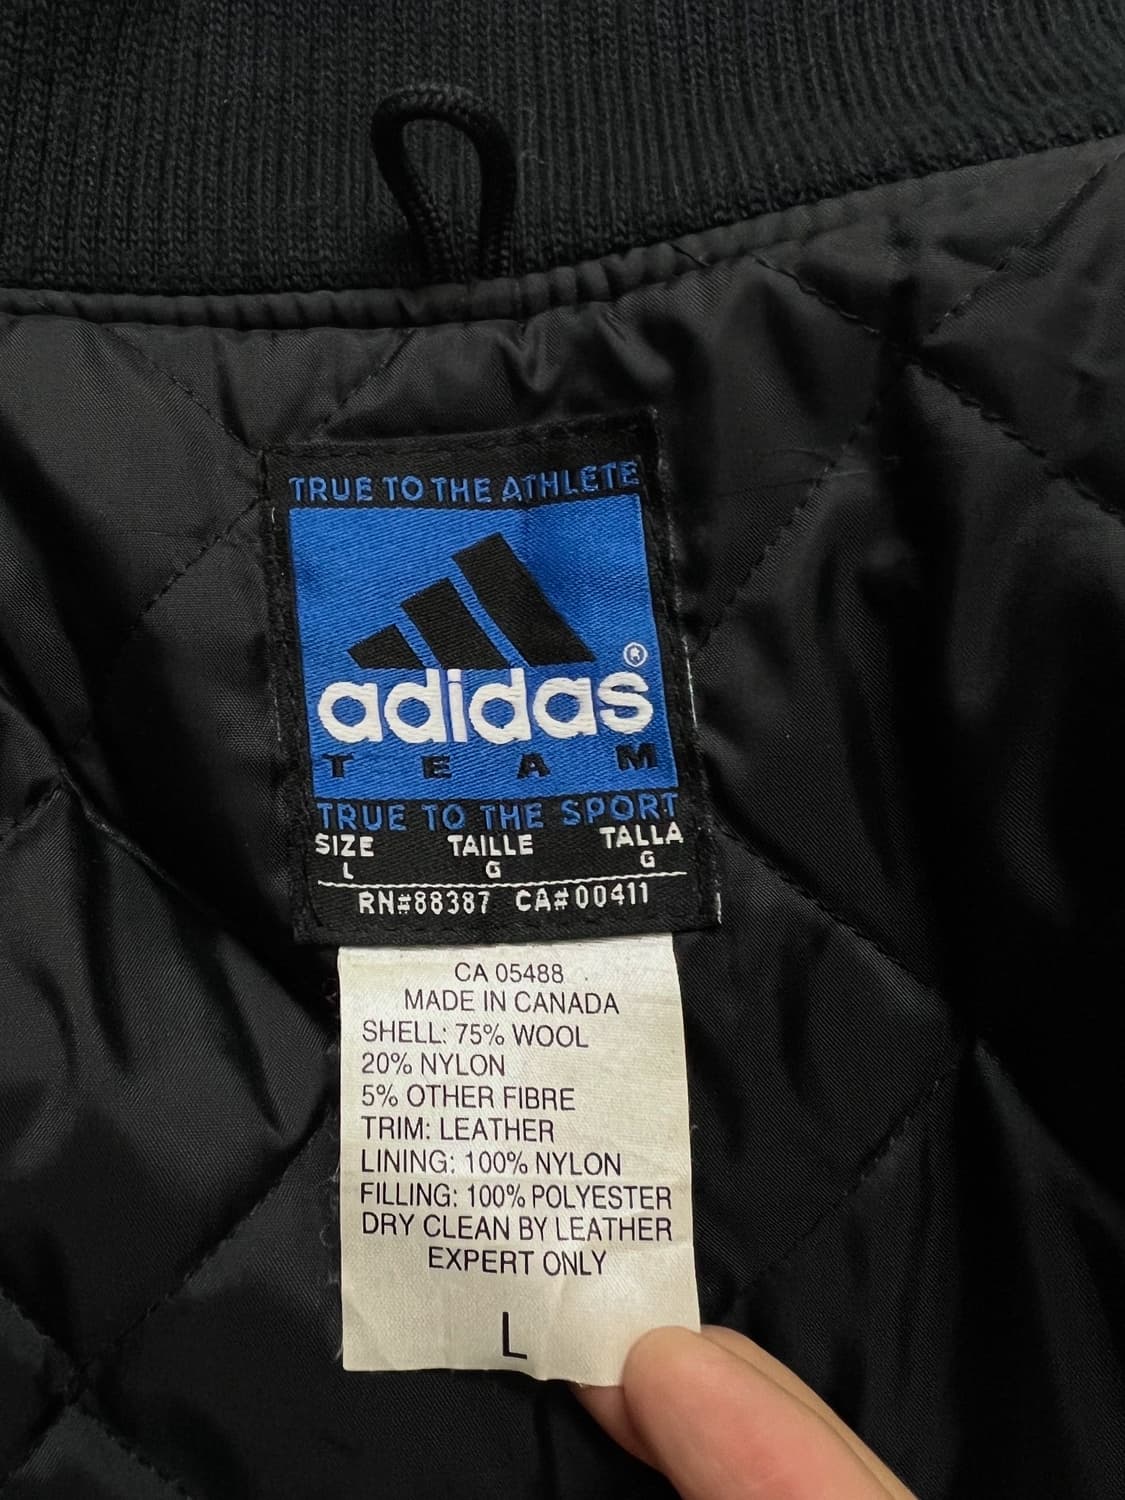 TRUE TO THE ATHLETE
®
adidas
TEAM
TRUE TO THE SPORT
SIZE TAILLE TALLA
L G G
RN#88387 CA#00411
CA 05488
MADE IN CANADA
SHELL: 75% WOOL
20% NYLON
5% OTHER FIBRE
TRIM: LEATHER
LINING: 100% NYLON
FILLING: 100% POLYESTER
DRY CLEAN BY LEATHER
EXPERT ONLY
L